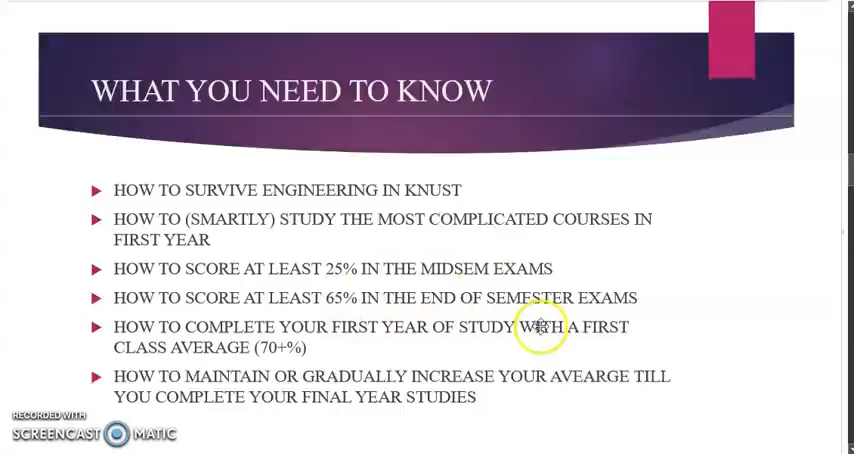 WHAT YOU NEED TO KNOW
HOW TO SURVIVE ENGINEERING IN KNUST
HOW TO (SMARTLY) STUDY THE MOST COMPLICATED COURSES IN
FIRST YEAR
HOW TO SCORE AT LEAST 25% IN THE MIDSEM EXAMS
HOW TO SCORE AT LEAST 65% IN THE END OF SEMESTER EXAMS
HOW TO COMPLETE YOUR FIRST YEAR OF STUDY WITH A FIRST
CLASS AVERAGE (70+%)
HOW TO MAINTAIN OR GRADUALLY INCREASE YOUR AVEARGE TILL
YOU COMPLETE YOUR FINAL YEAR STUDIES
RECORDED WITH
SCREENCAST MATIC